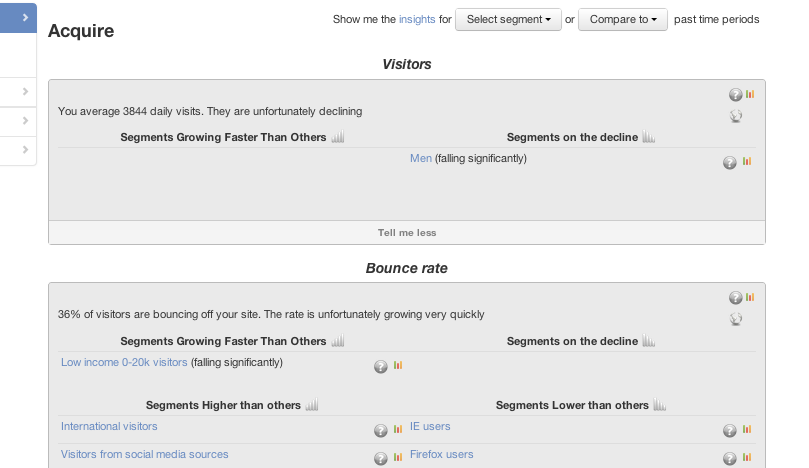 Show me the insights for Select segment or Compare to past time periods
Acquire
Visitors
You average 3844 daily visits. They are unfortunately declining
Segments Growing Faster Than Others Segments on the decline
Men (falling significantly)
Tell me less
Bounce rate
36% of visitors are bouncing off your site. The rate is unfortunately growing very quickly
Segments Growing Faster Than Others Segments on the decline
Low income 0-20k visitors (falling significantly)
Segments Higher than others Segments Lower than others
International visitors IE users
Visitors from social media sources Firefox users